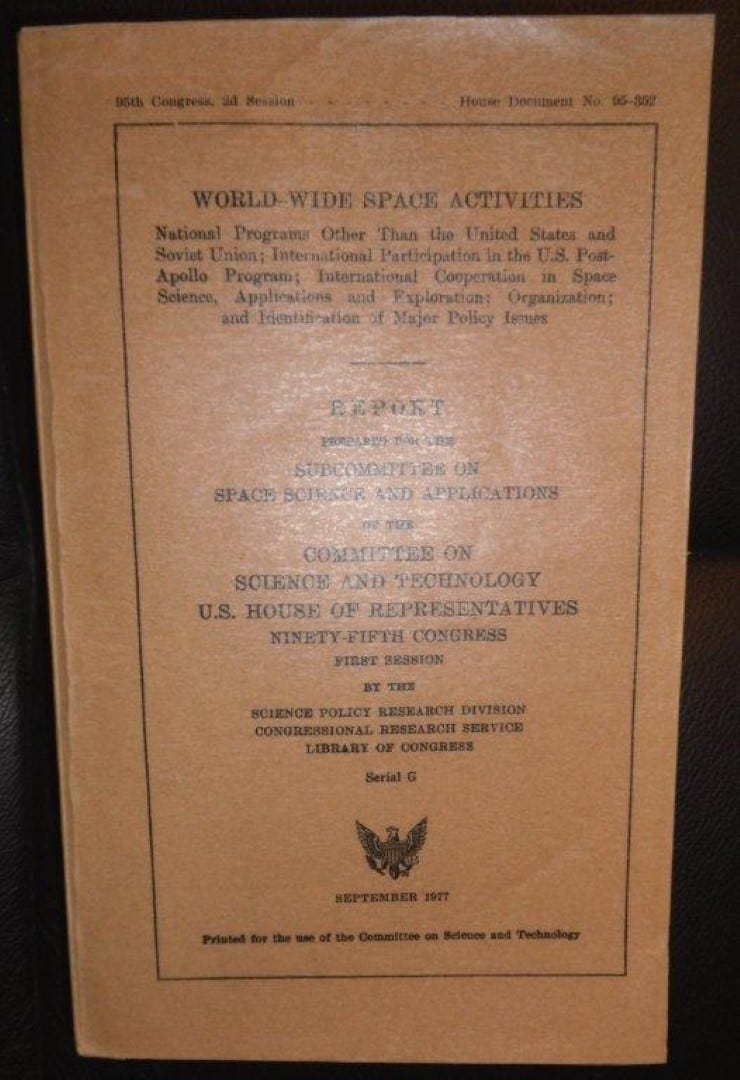 95th Congress, 2d Session - - - - - - - - House Document No. 95-352
WORLD-WIDE SPACE ACTIVITIES
National Programs Other Than the United States and
Soviet Union; International Participation in the U.S. Post-
Apollo Program; International Cooperation in Space
Science, Applications and Exploration; Organization;
and Identification of Major Policy Issues
REPORT
PREPARED FOR THE
SUBCOMMITTEE ON
SPACE SCIENCE AND APPLICATIONS
OF THE
COMMITTEE ON
SCIENCE AND TECHNOLOGY
U.S. HOUSE OF REPRESENTATIVES
NINETY-FIFTH CONGRESS
FIRST SESSION
BY THE
SCIENCE POLICY RESEARCH DIVISION
CONGRESSIONAL RESEARCH SERVICE
LIBRARY OF CONGRESS
Serial G
SEPTEMBER 1977
Printed for the use of the Committee on Science and Technology